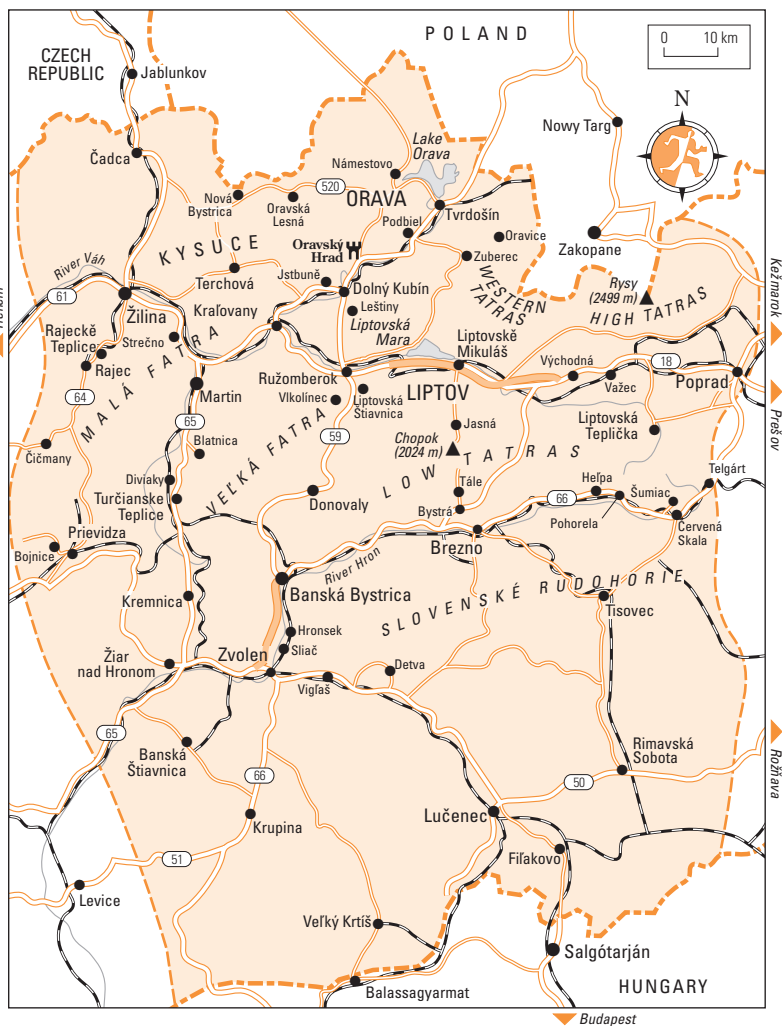 POLAND
0 10 km
CZECH
REPUBLIC
Jablunkov
N
Nowy Targ
Lake
Orava
Čadca
Námestovo
520
ORAVA
Nová
Bystrica
Oravská
Lesná
Tvrdošín
Podbiel
Oravice
Zakopane
KYSUCE
Oravský
Hrad
Zuberec
River Váh
Terchová
Jstbuně
Dolný Kubín
WESTERN
TATRAS
Rysy
(2499 m)
Kežmarok
61
Žilina
Kraľovany
Leštiny
HIGH TATRAS
Liptovská
Mara
Rajecké
Teplice
Strečno
Liptovskě
Mikuláš
Východná
18
Rajec
Ružomberok
Poprad
MALÁ FATRA
Martin
Vlkolínec
Liptovská
Štiavnica
LIPTOV
Važec
64
65
59
Jasná
Liptovská
Teplička
Prešov
Čičmany
Blatnica
Chopok
(2024 m)
LOW TATRAS
VEĽKÁ FATRA
Diviaky
Turčianske
Teplice
Donovaly
Tále
Heľpa
Šumiac
Telgárt
66
Bystrá
Pohorela
Červená
Skala
Prievidza
Brezno
Bojnice
River Hron
Banská Bystrica
SLOVENSKÉ RUDOHORIE
Kremnica
Tisovec
Hronsek
Zvolen
Sliač
Žiar
nad Hronom
Detva
Vigľaš
65
Banská
Štiavnica
Rimavská
Sobota
Rožňava
66
50
Lučenec
Krupina
51
Fiľakovo
Levice
Veľký Krtíš
Salgótarján
Balassagyarmat
HUNGARY
Budapest